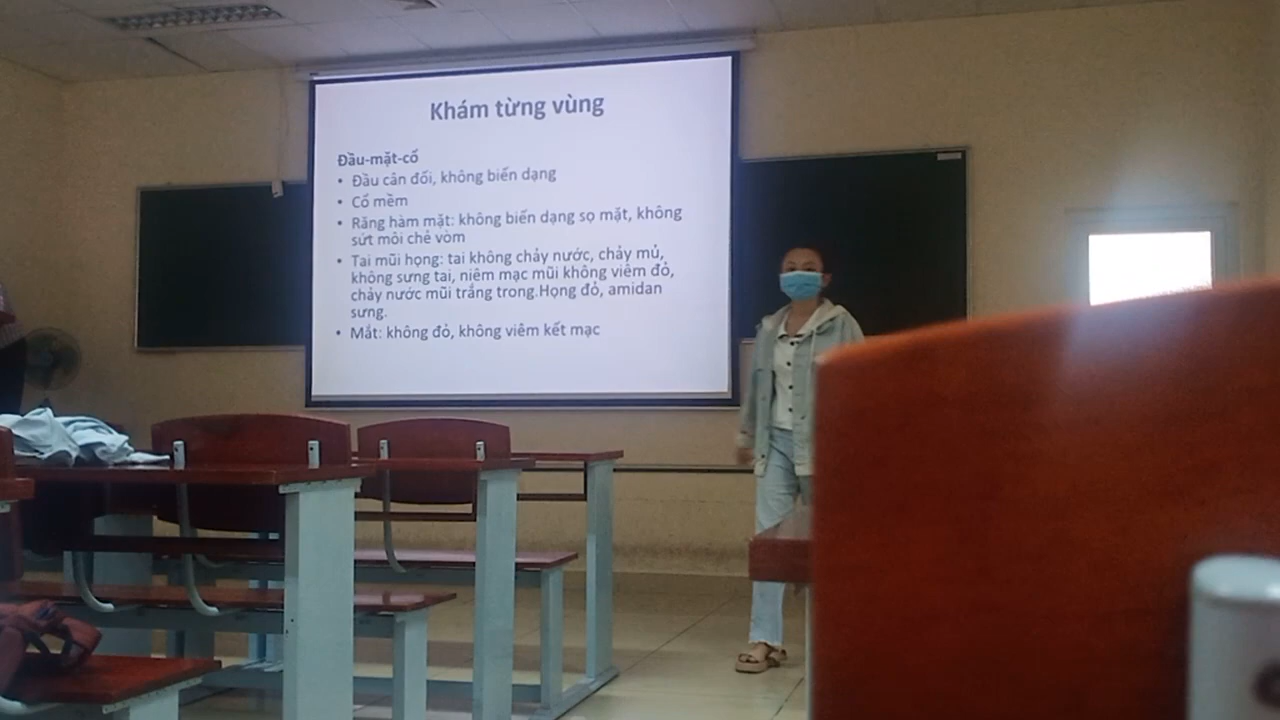 Khám từng vùng
Đầu-mặt-cổ
• Đầu cân đối, không biến dạng
• Cổ mềm
• Răng hàm mặt: không biến dạng sọ mặt, không
sứt môi chẻ vòm
• Tai mũi họng: tai không chảy nước, chảy mủ,
không sưng tai, niêm mạc mũi không viêm đỏ,
chảy nước mũi trắng trong.Họng đỏ, amidan
sưng.
• Mắt: không đỏ, không viêm kết mạc